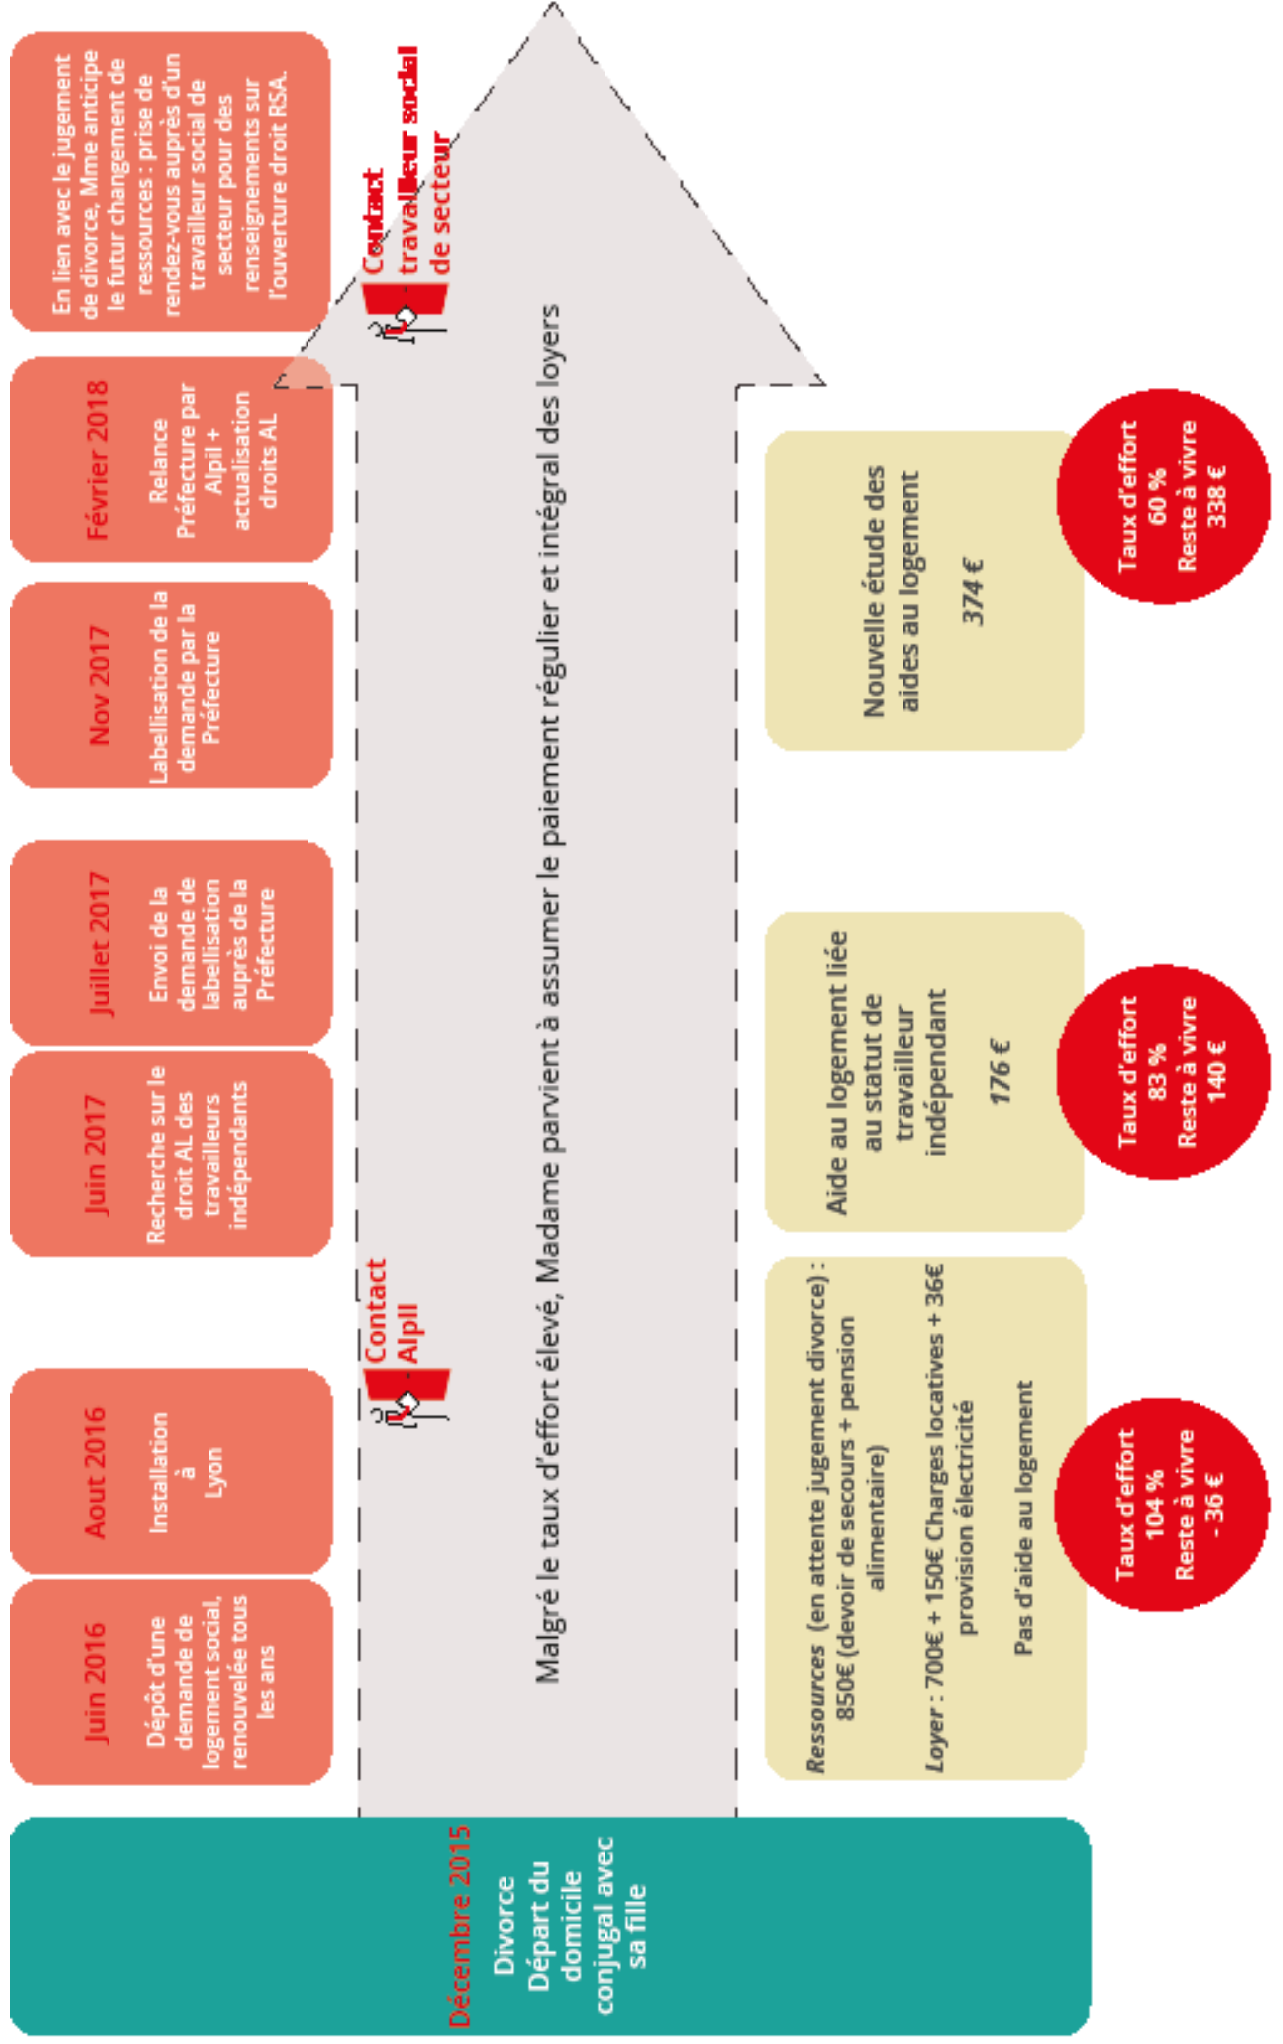 Décembre 2015
Divorce
Départ du
domicile
conjugal avec
sa fille
Juin 2016
Dépôt d'une
demande de
logement social,
renouvelée tous
les ans
Aout 2016
Installation
à
Lyon
Juin 2017
Recherche sur le
droit AL des
travailleurs
indépendants
Juillet 2017
Envoi de la
demande de
labellisation
auprès de la
Préfecture
Nov 2017
Labellisation de la
demande par la
Préfecture
Février 2018
Relance
Préfecture par
Alpil +
actualisation
droits AL
En lien avec le jugement
de divorce, Mme anticipe
le futur changement de
ressources : prise de
rendez-vous auprès d'un
travailleur social de
secteur pour des
renseignements sur
l'ouverture droit RSA.
Contact
Alpil
Contact
travailleur social
de secteur
Malgré le taux d'effort élevé, Madame parvient à assumer le paiement régulier et intégral des loyers
Ressources (en attente jugement divorce) :
850€ (devoir de secours + pension
alimentaire)
Loyer : 700€ + 150€ Charges locatives + 36€
provision électricité
Pas d'aide au logement
Taux d'effort
104 %
Reste à vivre
- 36 €
Aide au logement liée
au statut de
travailleur
indépendant
176 €
Taux d'effort
83 %
Reste à vivre
140 €
Nouvelle étude des
aides au logement
374 €
Taux d'effort
60 %
Reste à vivre
338 €